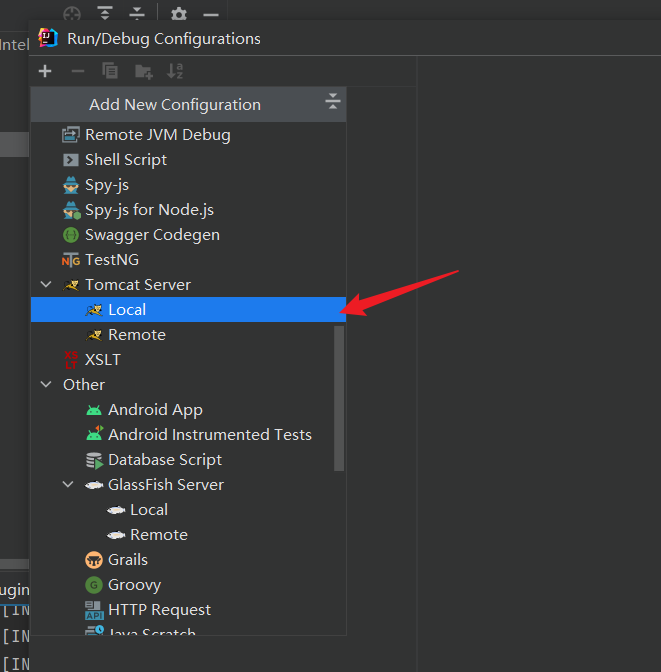 Intel
Run/Debug Configurations
Add New Configuration
Remote JVM Debug
Shell Script
Spy-js
Spy-js for Node.js
Swagger Codegen
TestNG
Tomcat Server
Local
Remote
XSLT
Other
Android App
Android Instrumented Tests
Database Script
GlassFish Server
Local
Remote
Grails
Groovy
HTTP Request
Java Scratch
ugin
[IN
[IN
[IN